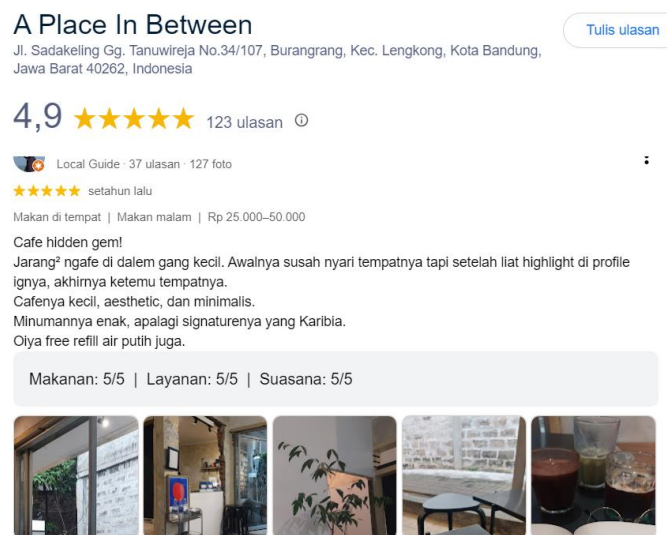 A Place In Between
Tulis ulasan
Jl. Sadakeling Gg. Tanuwireja No.34/107, Burangrang, Kec. Lengkong, Kota Bandung,
Jawa Barat 40262, Indonesia
4,9 123 ulasan
Local Guide · 37 ulasan · 127 foto
setahun lalu
Makan di tempat | Makan malam | Rp 25.000–50.000
Cafe hidden gem!
Jarang² ngafe di dalem gang kecil. Awalnya susah nyari tempatnya tapi setelah liat highlight di profile
ignya, akhirnya ketemu tempatnya.
Cafenya kecil, aesthetic, dan minimalis.
Minumannya enak, apalagi signaturenya yang Karibia.
Oiya free refill air putih juga.
Makanan: 5/5 | Layanan: 5/5 | Suasana: 5/5